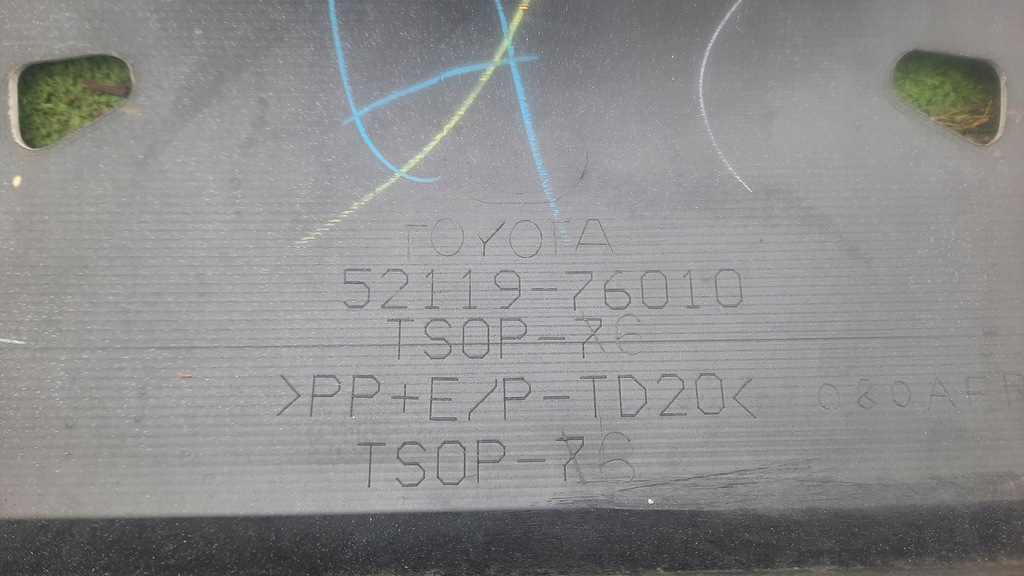 TOYOTA
52119-76010
TSOP-76
>PP+E/P-TD20<
TSOP-76